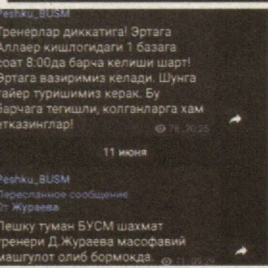 Peshku_BUSM
Тренерлар диккатига! Эртага
Аллаер кишлогидаги 1 базага
соат 8:00да барча келиши шарт!
Эртага вазиримиз келади. Шунга
тайер туришимиз керак. Бу
барчага тегишли, колганларга хам
етказинглар!
11 июня
Peshku_BUSM
Пересланное сообщение
От Жураева
Пешку туман БУСМ шахмат
тренери Д.Жураева масофавий
машгулот олиб бормокда.